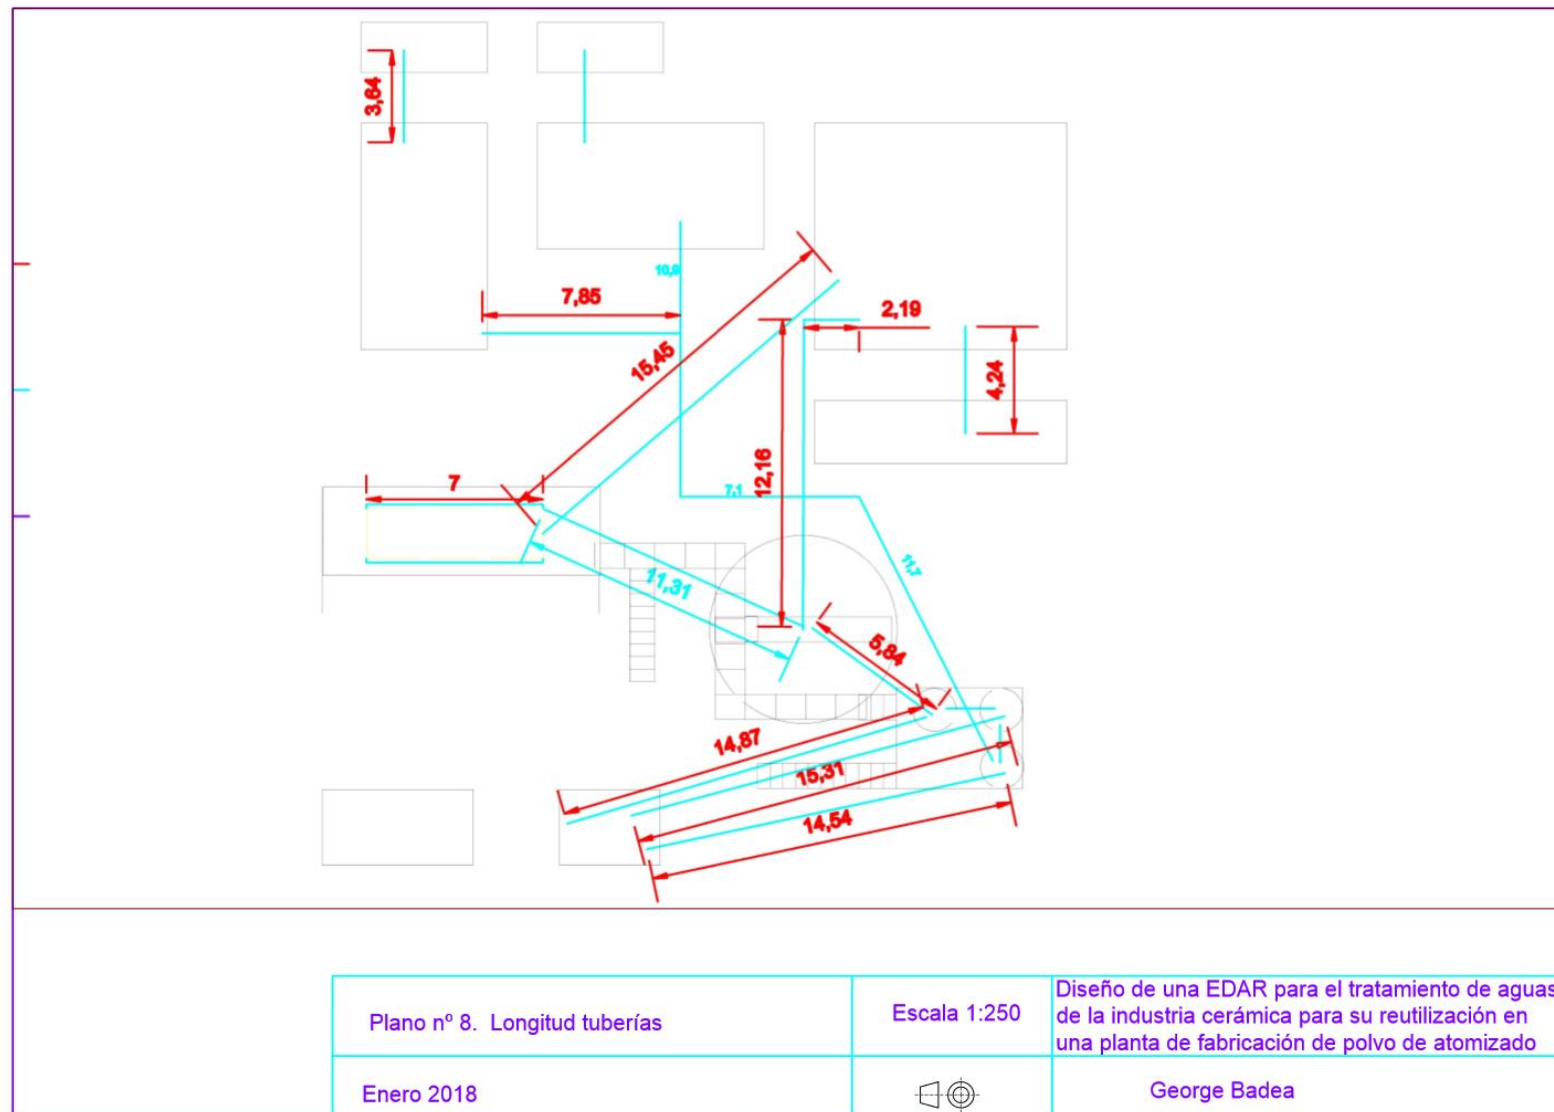 3,64
10,9
7,85
2,19
15,45
4,24
12,16
7
7,1
11,7
11,31
5,84
14,87
15,31
14,54
Plano nº 8. Longitud tuberías
Escala 1:250
Diseño de una EDAR para el tratamiento de aguas
de la industria cerámica para su reutilización en
una planta de fabricación de polvo de atomizado
Enero 2018
George Badea